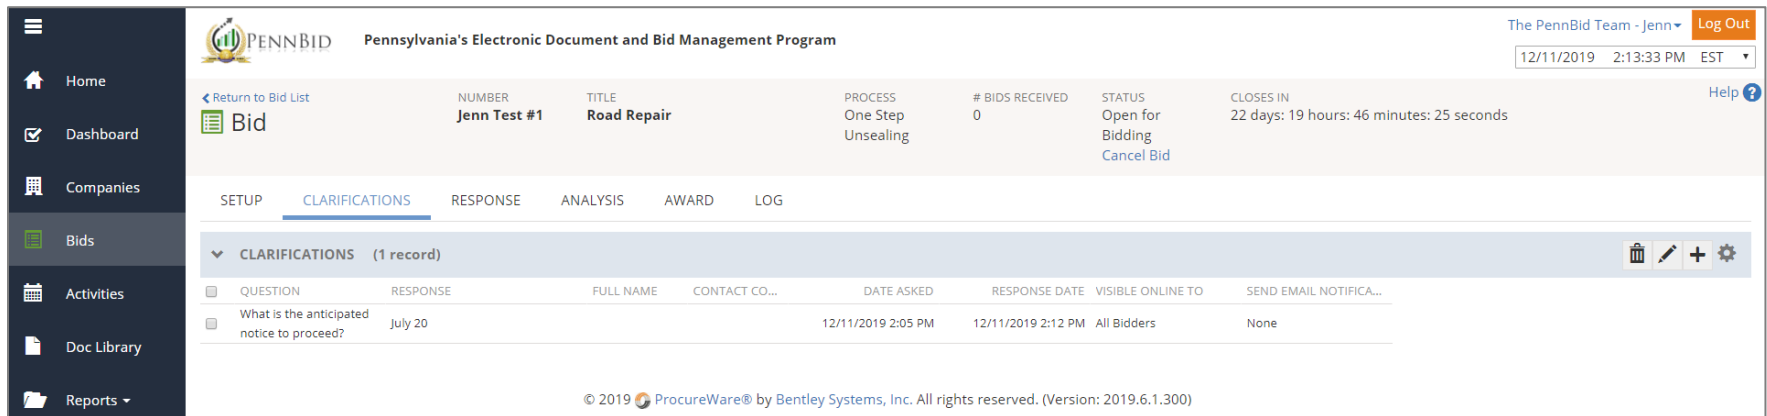 PENNBID
Pennsylvania's Electronic Document and Bid Management Program
The PennBid Team - Jenn
Log Out
12/11/2019 2:13:33 PM EST
Home
Dashboard
Companies
Bids
Activities
Doc Library
Reports
Return to Bid List
Bid
NUMBER
Jenn Test #1
TITLE
Road Repair
PROCESS
One Step
Unsealing
# BIDS RECEIVED
0
STATUS
Open for
Bidding
Cancel Bid
CLOSES IN
22 days: 19 hours: 46 minutes: 25 seconds
Help ?
SETUP CLARIFICATIONS RESPONSE ANALYSIS AWARD LOG
CLARIFICATIONS (1 record)
QUESTION RESPONSE FULL NAME CONTACT CO... DATE ASKED RESPONSE DATE VISIBLE ONLINE TO SEND EMAIL NOTIFICA...
What is the anticipated
notice to proceed?
July 20 12/11/2019 2:05 PM 12/11/2019 2:12 PM All Bidders None
© 2019 ProcureWare® by Bentley Systems, Inc. All rights reserved. (Version: 2019.6.1.300)